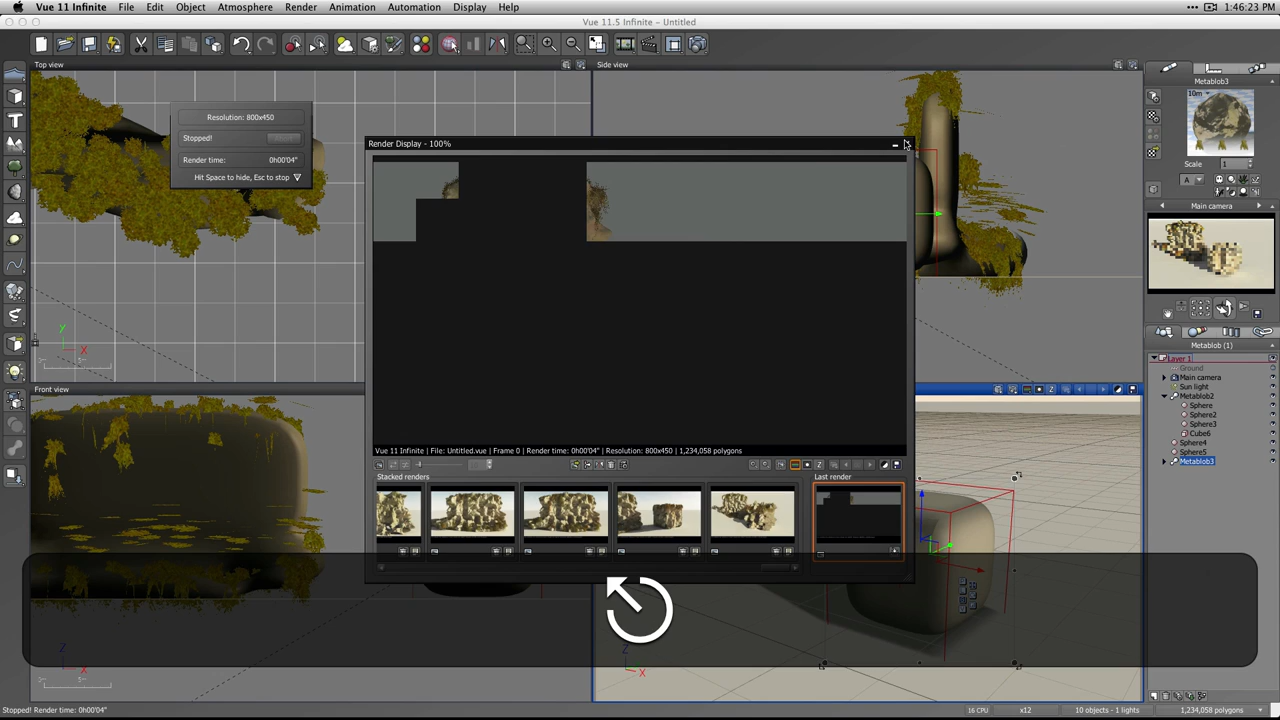 Vue 11 Infinite File Edit Object Atmosphere Render Animation Automation Display Help
1:46:23 PM
Vue 11.5 Infinite - Untitled
Top view
Side view
Resolution: 800x450
Stopped!
Render time: 0h00'04"
Hit Space to hide, Esc to stop
Render Display - 100%
Vue 11 Infinite | File: Untitled.vue | Frame 0 | Render time: 0h00'04" | Resolution: 800x450 | 1,234,058 polygons
Stacked renders
Last render
Front view
Metablob3
10m
Scale
1
A
Main camera
Metablob (1)
Layer 1
Ground
Main camera
Sun light
Metablob2
Sphere
Sphere2
Sphere3
Cube6
Sphere4
Sphere5
Metablob3
Y
X
Z
X
Z
X
Stopped! Render time: 0h00'04"
16 CPU
x12
10 objects - 1 lights
1,234,058 polygons